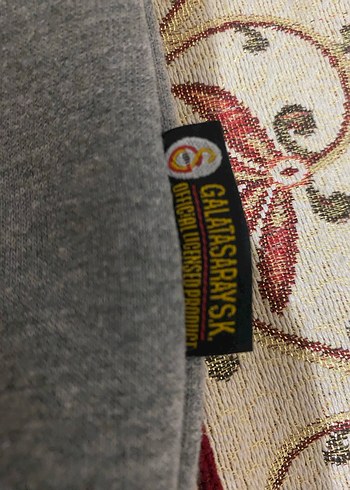 GALATASARAY S.K.
OFFICIAL LICENSED PRODUCT